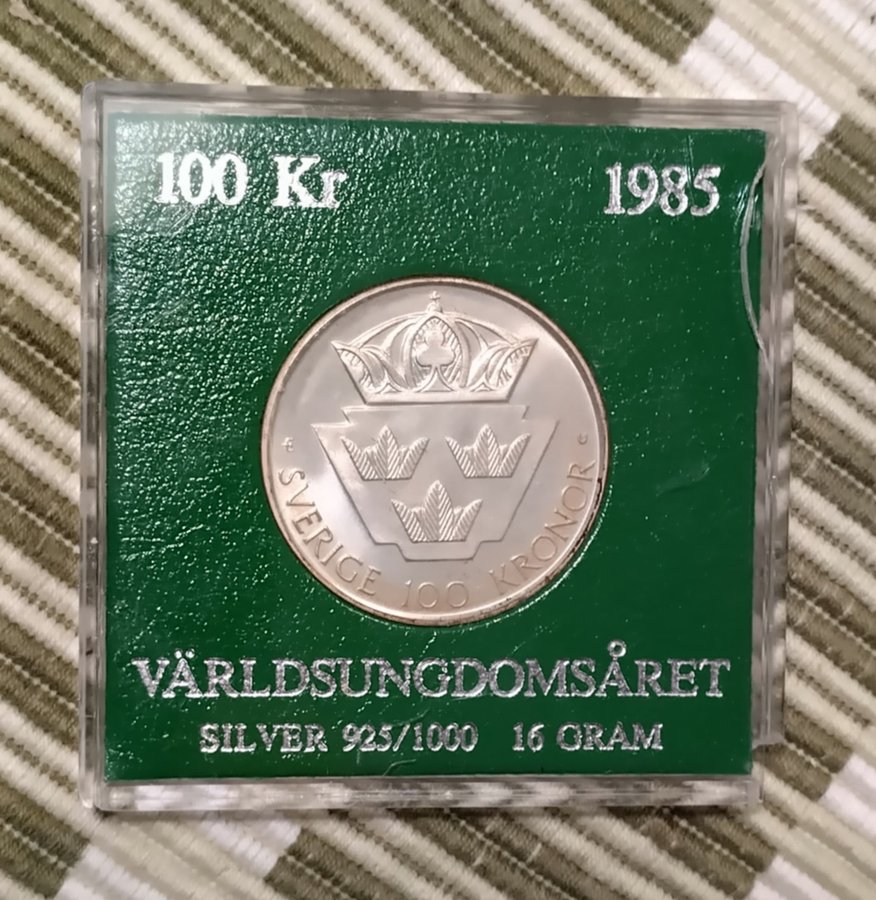 100 Kr 1985
SVERIGE 100 KRONOR
VÄRLDSUNGDOMSÅRET
SILVER 925/1000 16 GRAM